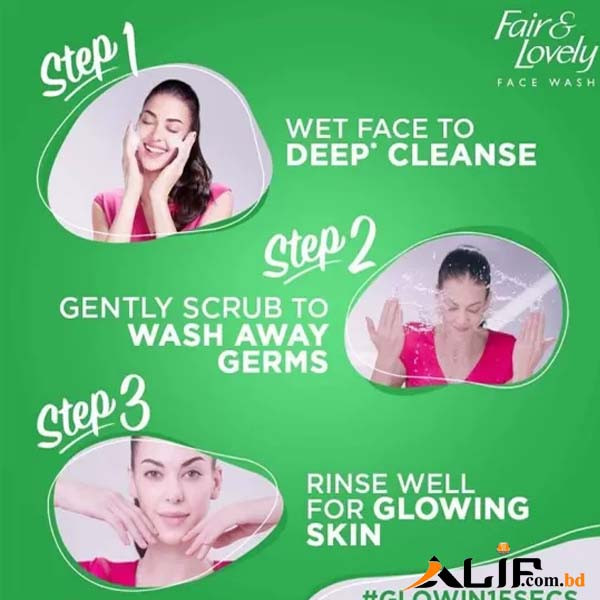 Step 1
Fair &
Lovely
FACE WASH
WET FACE TO
DEEP* CLEANSE
Step 2
GENTLY SCRUB TO
WASH AWAY
GERMS
Step 3
RINSE WELL
FOR GLOWING
SKIN
ALIF.com.bd
#GLOWIN15SECS